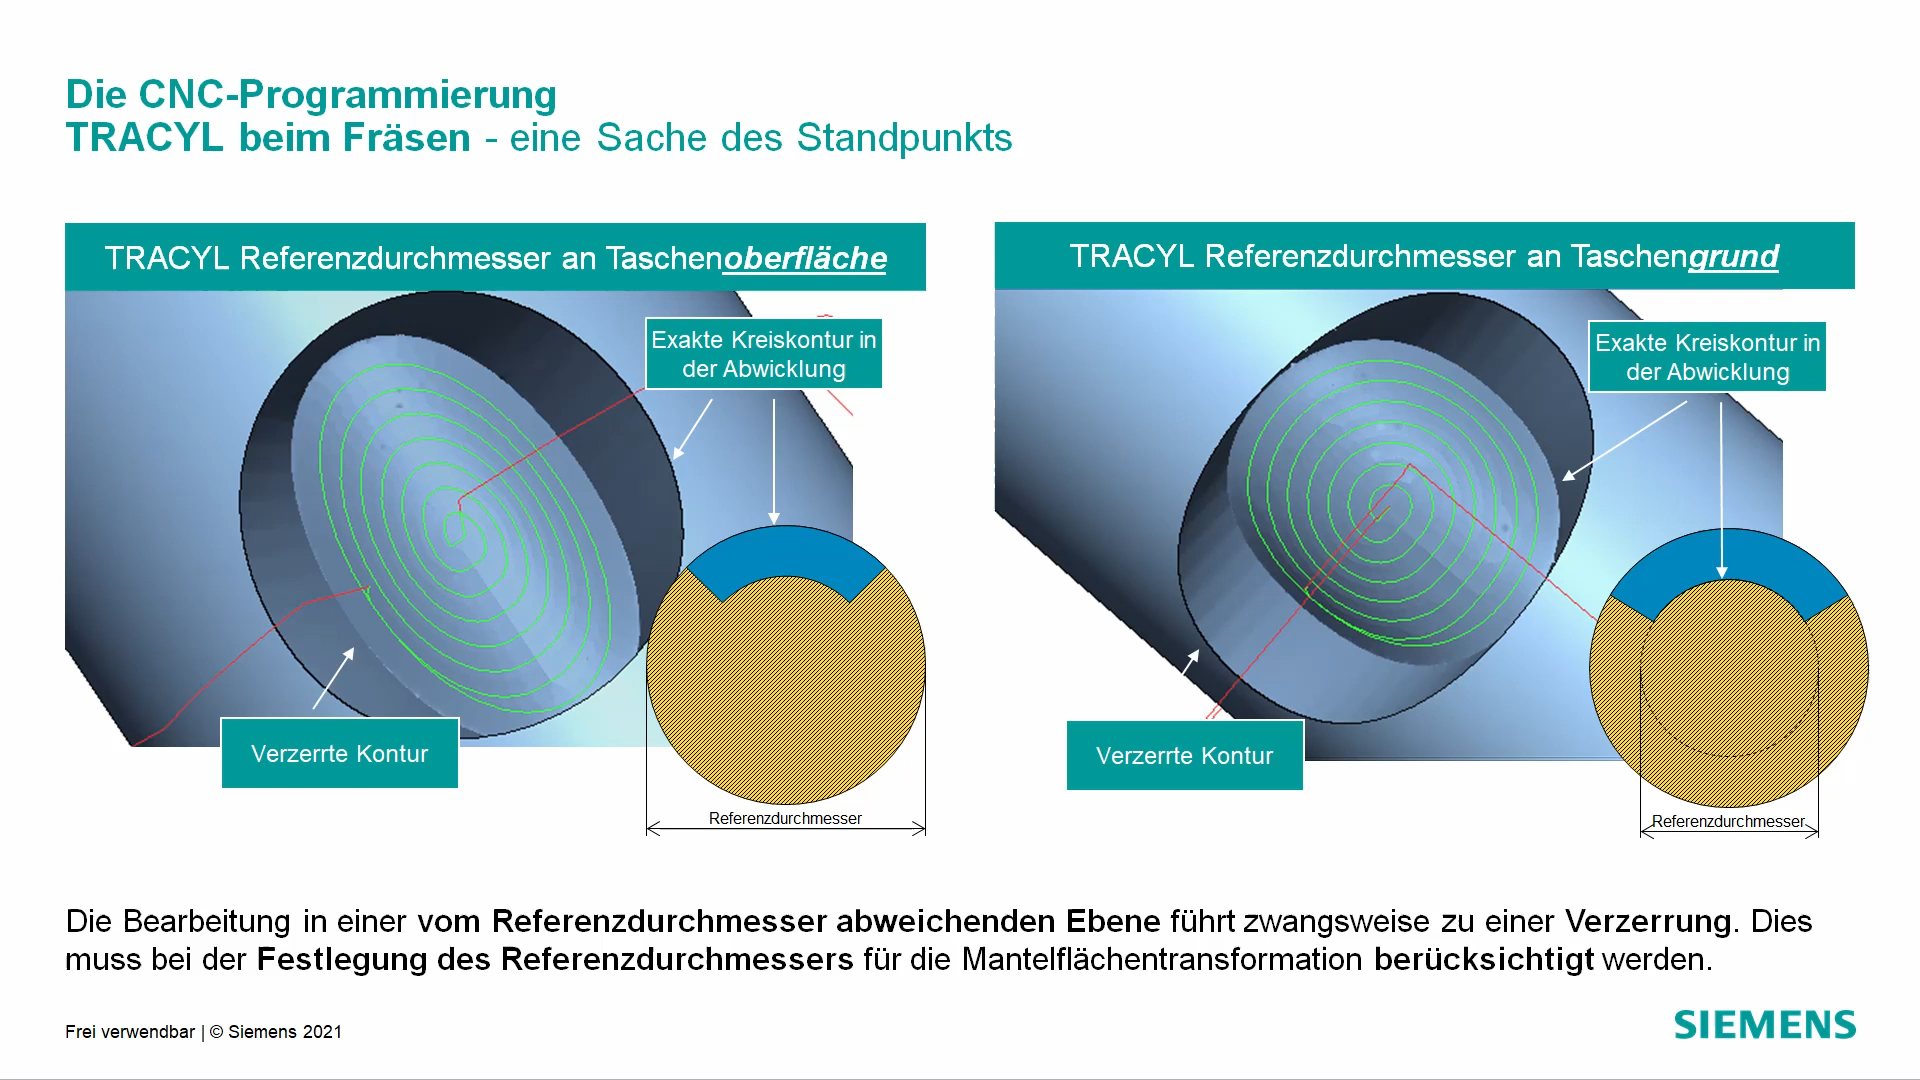 Die CNC-Programmierung
TRACYL beim Fräsen - eine Sache des Standpunkts
TRACYL Referenzdurchmesser an Taschenoberfläche
Exakte Kreiskontur in
der Abwicklung
Verzerrte Kontur
Referenzdurchmesser
TRACYL Referenzdurchmesser an Taschengrund
Exakte Kreiskontur in
der Abwicklung
Verzerrte Kontur
Referenzdurchmesser
Die Bearbeitung in einer vom Referenzdurchmesser abweichenden Ebene führt zwangsweise zu einer Verzerrung. Dies
muss bei der Festlegung des Referenzdurchmessers für die Mantelflächentransformation berücksichtigt werden.
Frei verwendbar | © Siemens 2021
SIEMENS